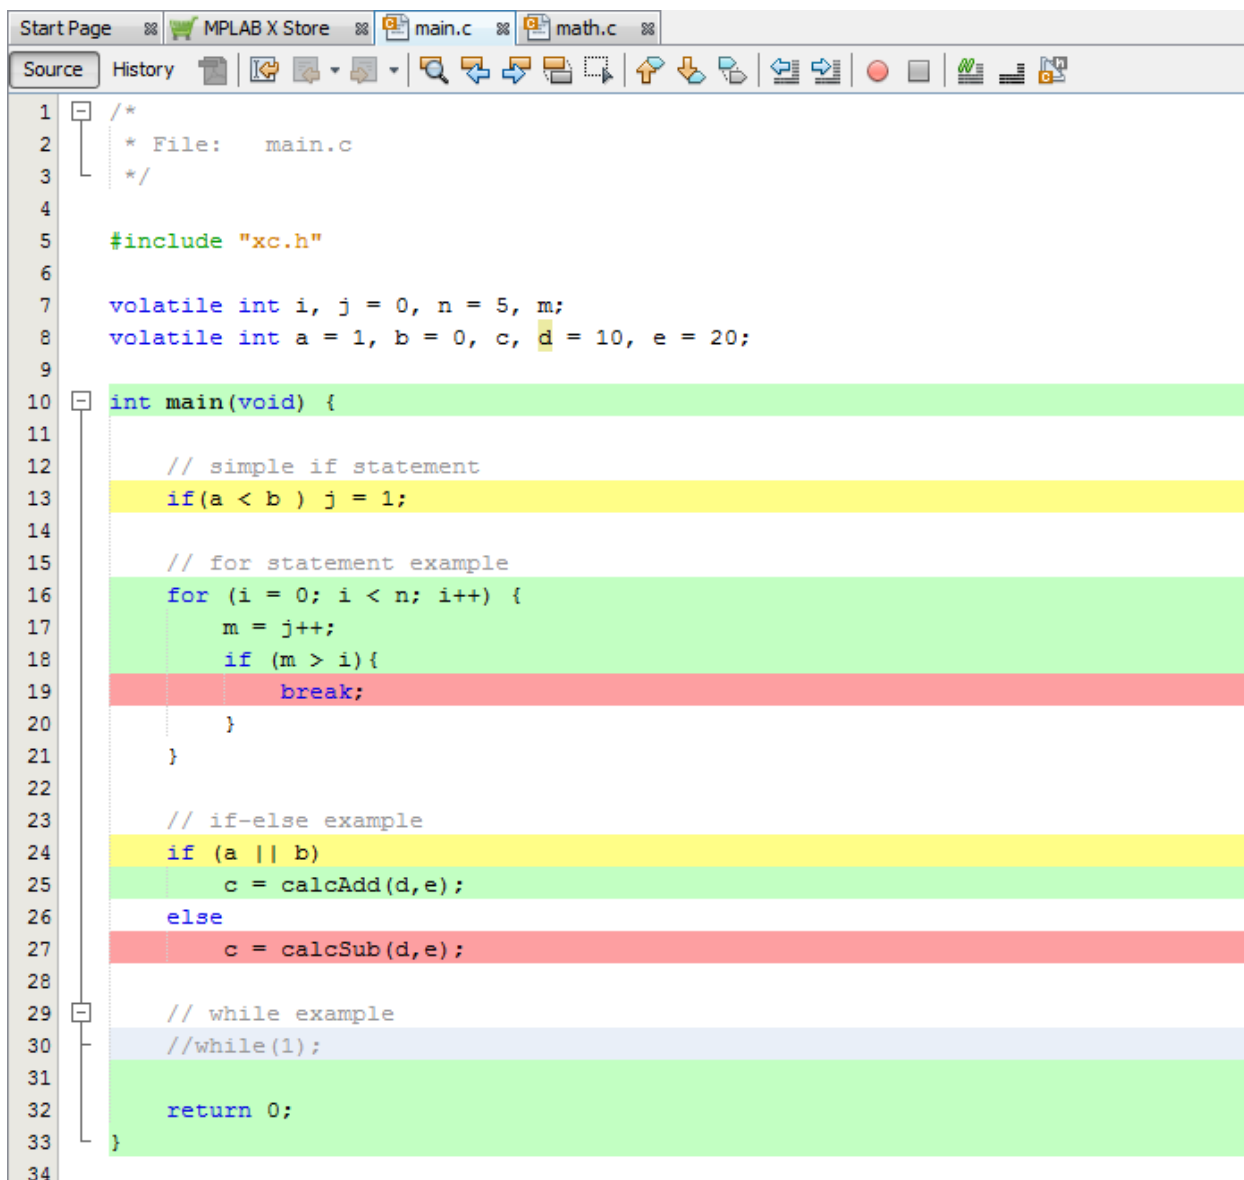 Start Page MPLAB X Store main.c math.c
Source History
1 /*
2 * File:   main.c
3 */
4
5 #include "xc.h"
6
7 volatile int i, j = 0, n = 5, m;
8 volatile int a = 1, b = 0, c, d = 10, e = 20;
9
10 int main(void) {
11
12     // simple if statement
13     if(a < b ) j = 1;
14
15     // for statement example
16     for (i = 0; i < n; i++) {
17         m = j++;
18         if (m > i){
19             break;
20         }
21     }
22
23     // if-else example
24     if (a || b)
25         c = calcAdd(d,e);
26     else
27         c = calcSub(d,e);
28
29     // while example
30     //while(1);
31
32     return 0;
33 }
34